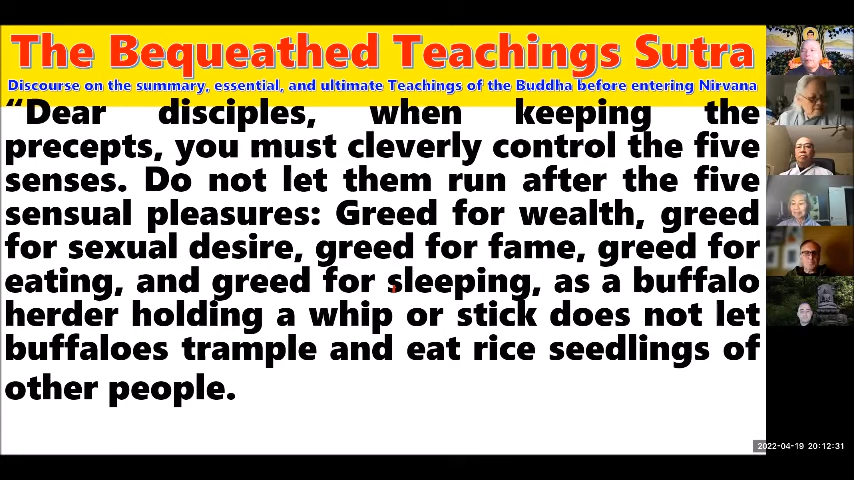 The Bequeathed Teachings Sutra
Discourse on the summary, essential, and ultimate Teachings of the Buddha before entering Nirvana
“Dear disciples, when keeping the
precepts, you must cleverly control the five
senses. Do not let them run after the five
sensual pleasures: Greed for wealth, greed
for sexual desire, greed for fame, greed for
eating, and greed for sleeping, as a buffalo
herder holding a whip or stick does not let
buffaloes trample and eat rice seedlings of
other people.
2022-04-19 20:12:31